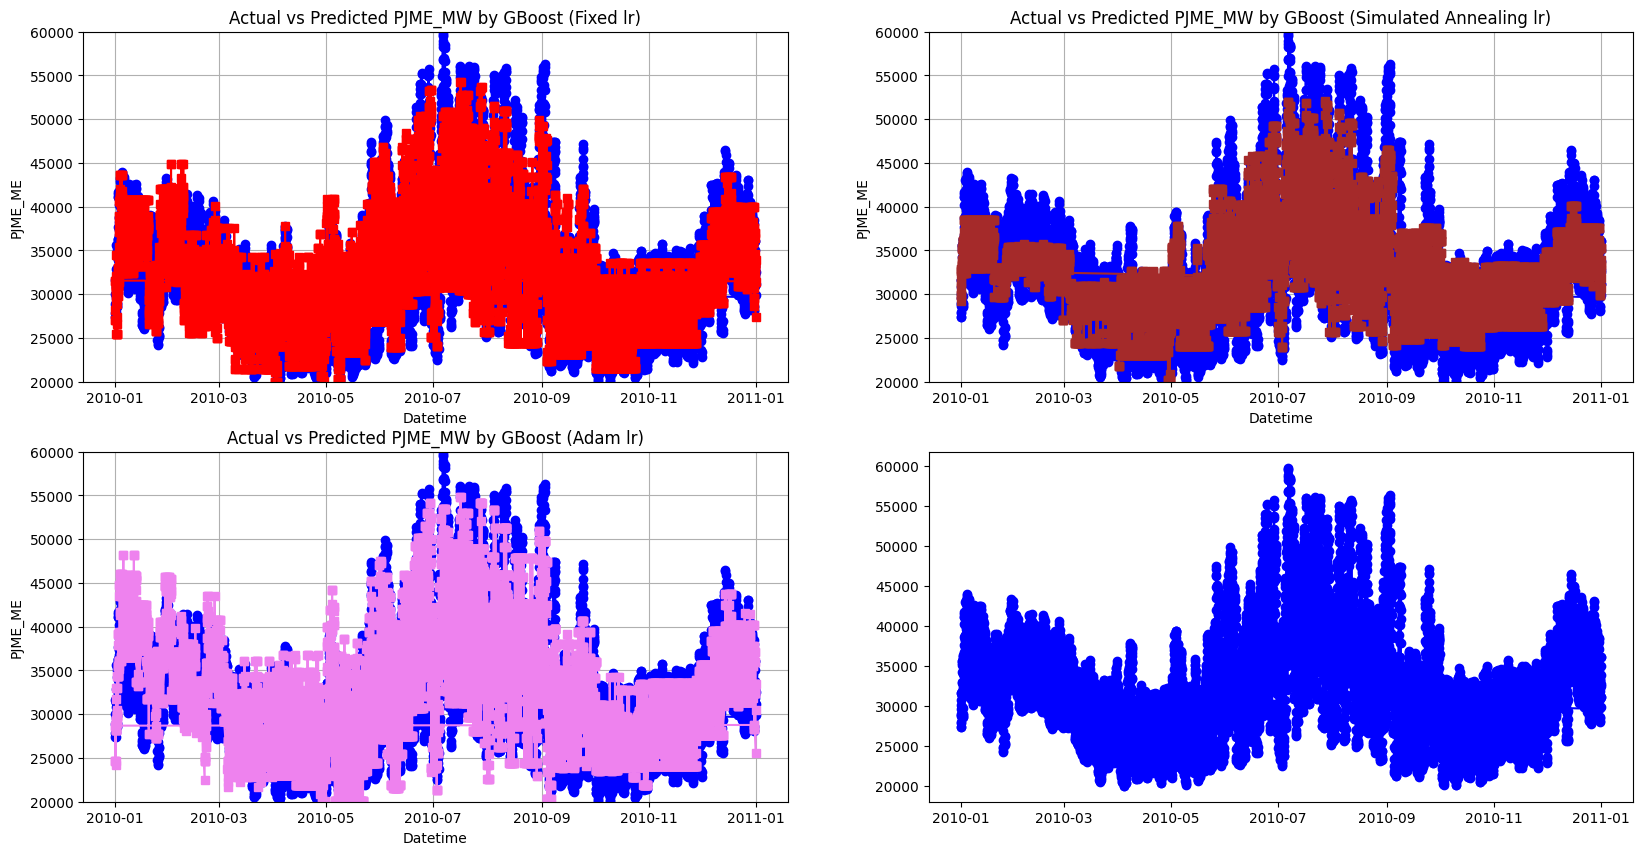 Actual vs Predicted PJME_MW by GBoost (Fixed lr)
60000
55000
50000
45000
40000
35000
30000
25000
20000
PJME_ME
2010-01 2010-03 2010-05 2010-07 2010-09 2010-11 2011-01
Datetime
Actual vs Predicted PJME_MW by GBoost (Simulated Annealing lr)
60000
55000
50000
45000
40000
35000
30000
25000
20000
PJME_ME
2010-01 2010-03 2010-05 2010-07 2010-09 2010-11 2011-01
Datetime
Actual vs Predicted PJME_MW by GBoost (Adam lr)
60000
55000
50000
45000
40000
35000
30000
25000
20000
PJME_ME
2010-01 2010-03 2010-05 2010-07 2010-09 2010-11 2011-01
Datetime
60000
55000
50000
45000
40000
35000
30000
25000
20000
2010-01 2010-03 2010-05 2010-07 2010-09 2010-11 2011-01